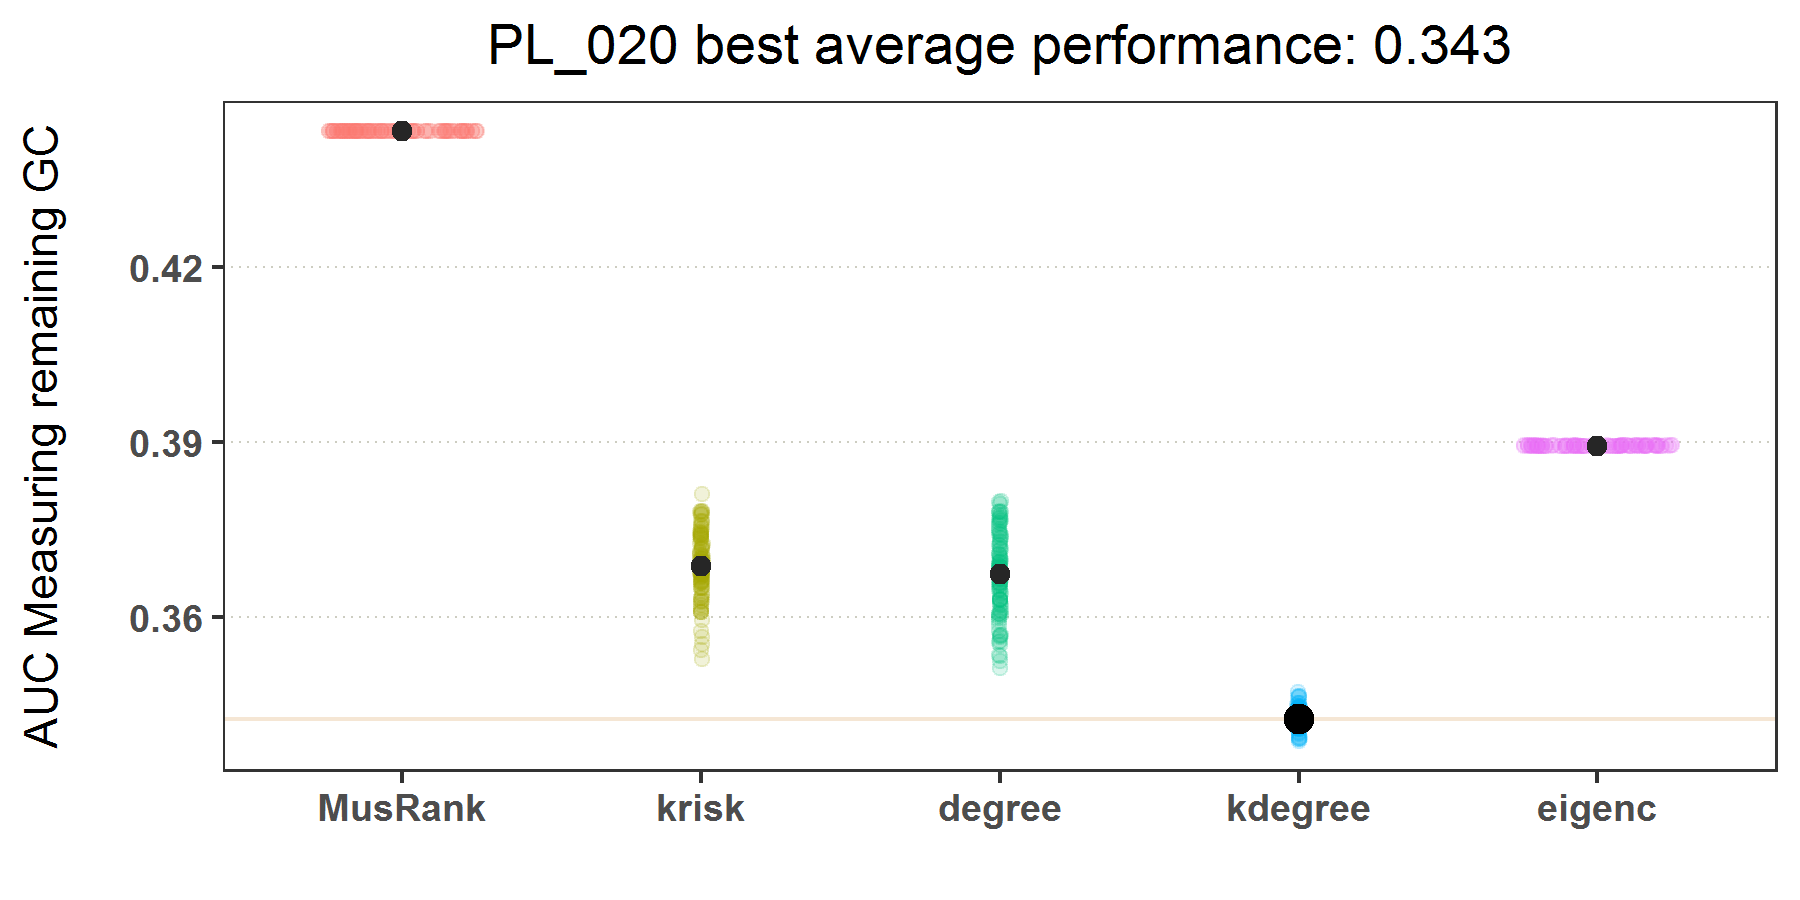 PL_020 best average performance: 0.343
AUC Measuring remaining GC
0.42
0.39
0.36
MusRank krisk degree kdegree eigenc